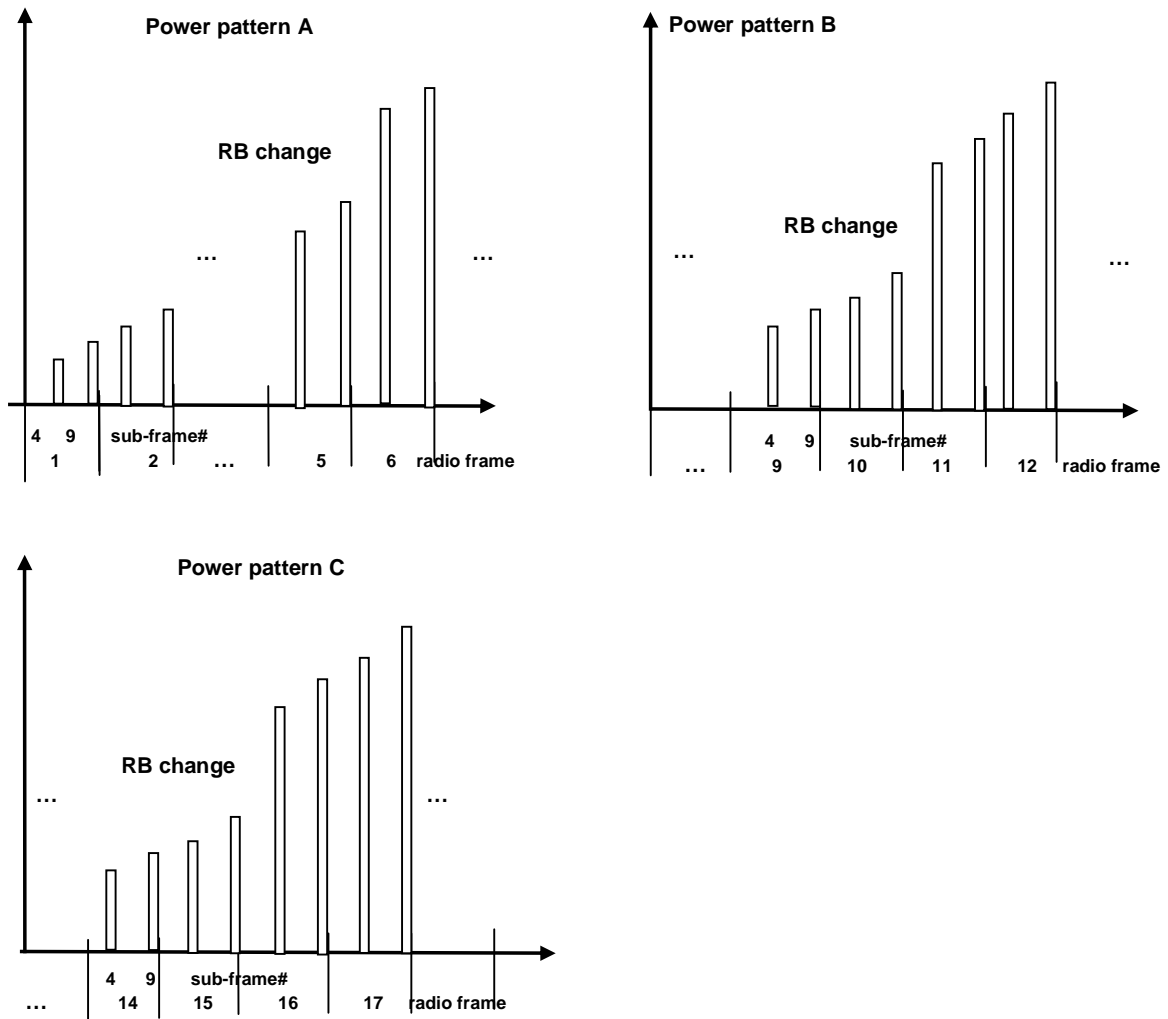 Power pattern A
RB change
…
…
4 9 sub-frame#
1 2 … 5 6 radio frame
Power pattern B
RB change
…
…
4 9 sub-frame#
… 9 10 11 12 radio frame
Power pattern C
RB change
…
…
4 9 sub-frame#
… 14 15 16 17 radio frame